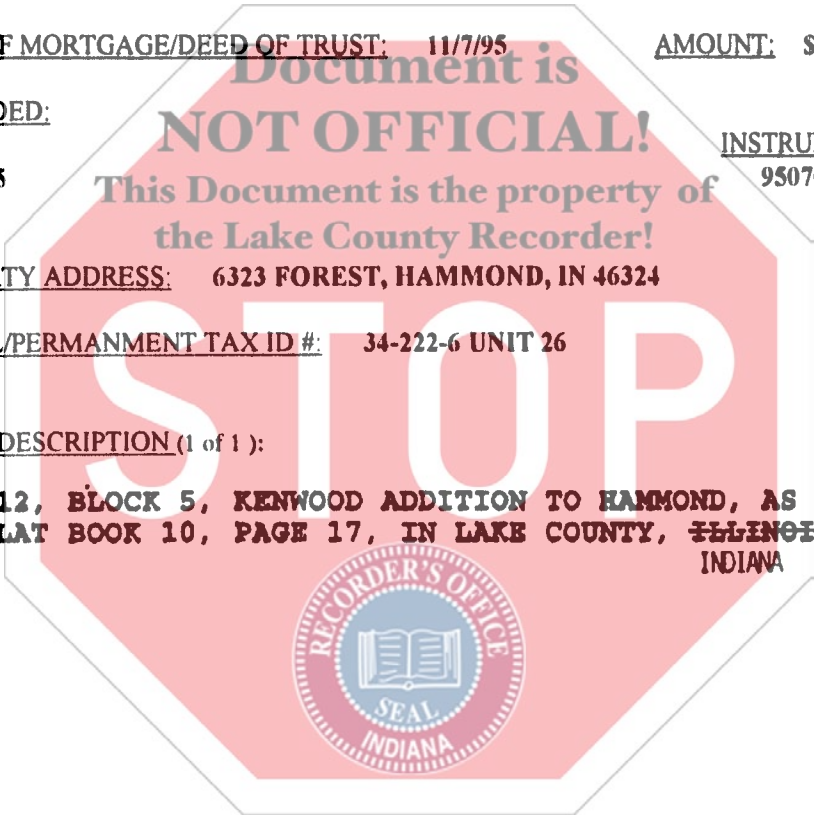 F MORTGAGE/DEED OF TRUST: 11/7/95 AMOUNT: $
Document is
DED:
NOT OFFICIAL!
INSTRU
5 9507
This Document is the property of
the Lake County Recorder!
TY ADDRESS: 6323 FOREST, HAMMOND, IN 46324
STOP
/PERMANMENT TAX ID #: 34-222-6 UNIT 26
DESCRIPTION (1 of 1 ):
12, BLOCK 5, KENWOOD ADDITION TO HAMMOND, AS
LAT BOOK 10, PAGE 17, IN LAKE COUNTY, ILLINOI
INDIANA
RECORDER'S OFFICE
SEAL
INDIANA